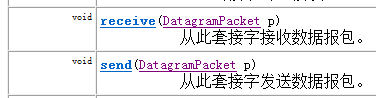 void receive(DatagramPacket p)
从此套接字接收数据报包。
void send(DatagramPacket p)
从此套接字发送数据报包。